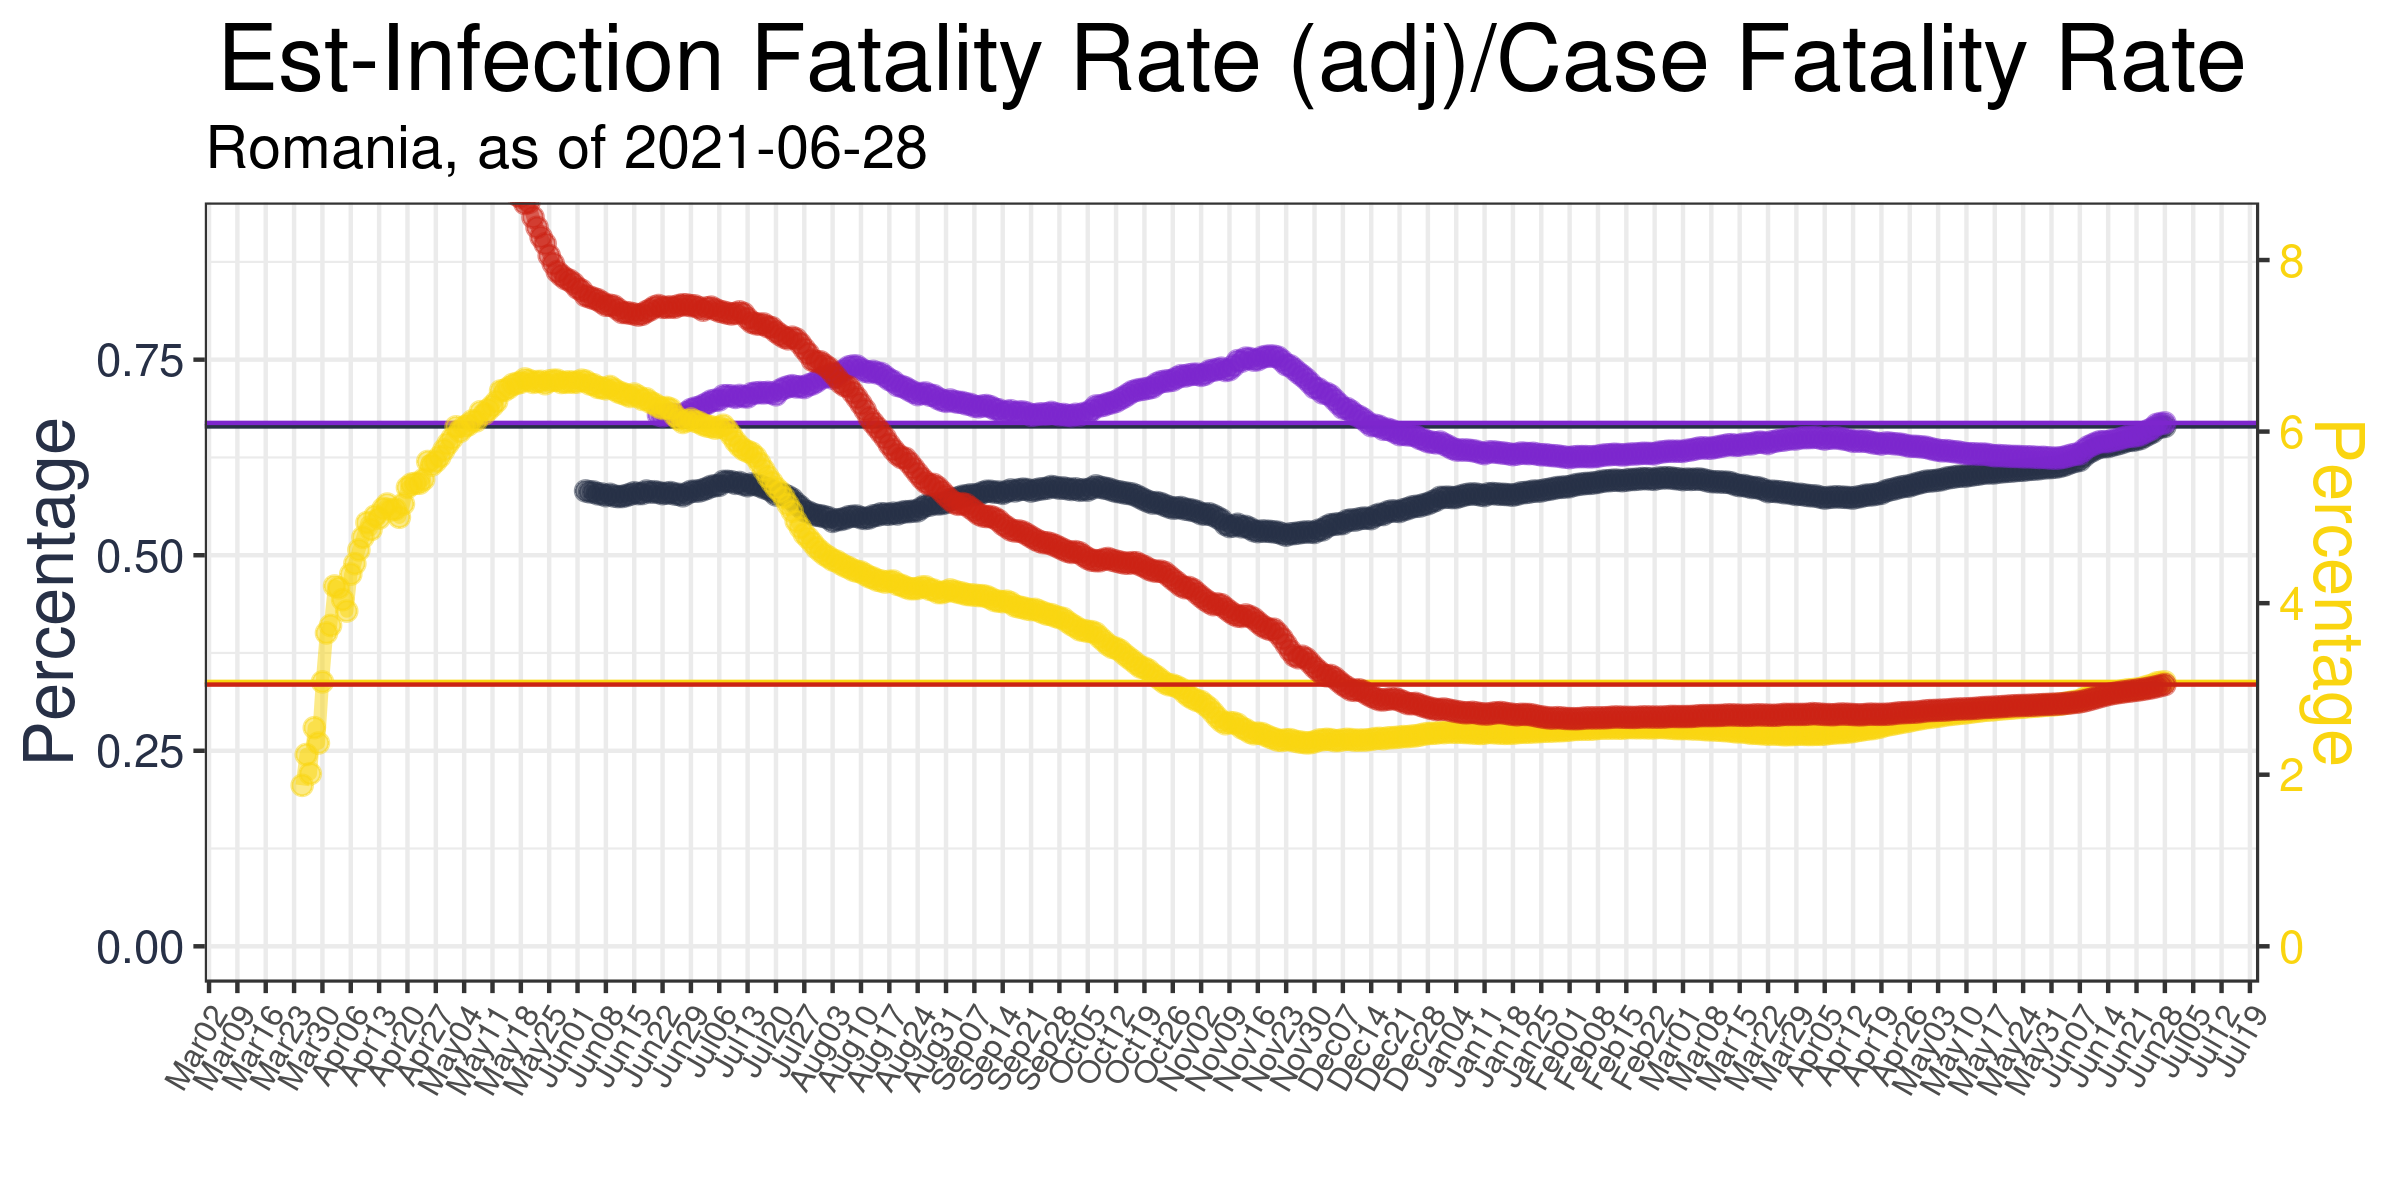 Est-Infection Fatality Rate (adj)/Case Fatality Rate
Romania, as of 2021-06-28
Percentage
0.75
0.50
0.25
0.00
8
6
4
2
0
Percentage
Mar02
Mar09
Mar16
Mar23
Mar30
Apr06
Apr13
Apr20
Apr27
May04
May11
May18
May25
Jun01
Jun08
Jun15
Jun22
Jun29
Jul06
Jul13
Jul20
Jul27
Aug03
Aug10
Aug17
Aug24
Aug31
Sep07
Sep14
Sep21
Sep28
Oct05
Oct12
Oct19
Oct26
Nov02
Nov09
Nov16
Nov23
Nov30
Dec07
Dec14
Dec21
Dec28
Jan04
Jan11
Jan18
Jan25
Feb01
Feb08
Feb15
Feb22
Mar01
Mar08
Mar15
Mar22
Mar29
Apr05
Apr12
Apr19
Apr26
May03
May10
May17
May24
May31
Jun07
Jun14
Jun21
Jun28
Jul05
Jul12
Jul19